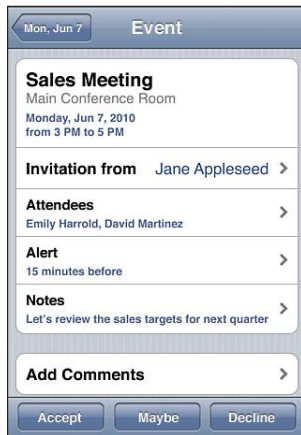 Mon, Jun 7 Event
Sales Meeting
Main Conference Room
Monday, Jun 7, 2010
from 3 PM to 5 PM
Invitation from Jane Appleseed
Attendees
Emily Harrold, David Martinez
Alert
15 minutes before
Notes
Let's review the sales targets for next quarter
Add Comments
Accept Maybe Decline